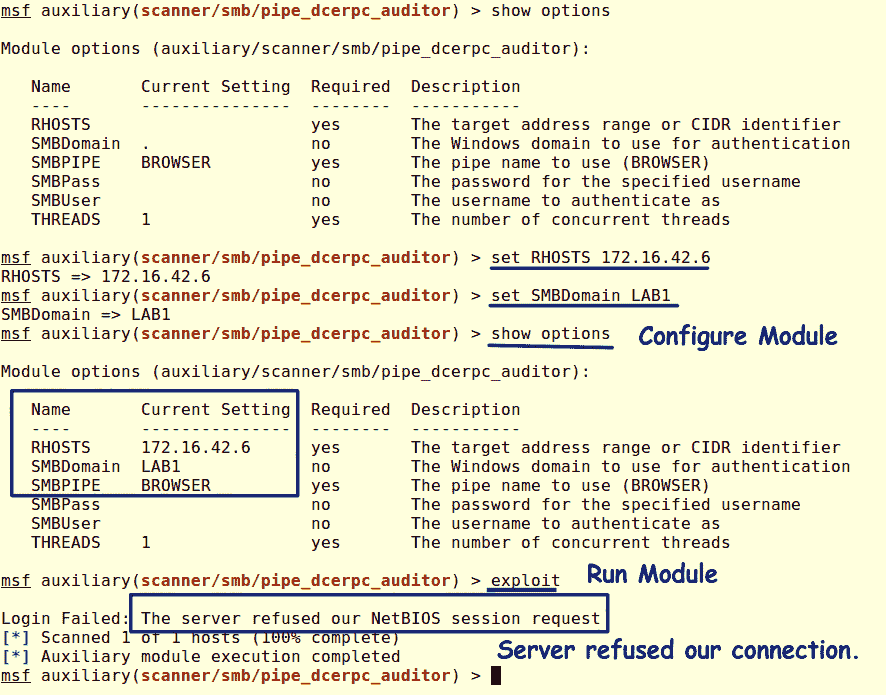 msf auxiliary(scanner/smb/pipe_dcerpc_auditor) > show options
Module options (auxiliary/scanner/smb/pipe_dcerpc_auditor):
Name Current Setting Required Description
---- --------------- -------- -----------
RHOSTS yes The target address range or CIDR identifier
SMBDomain . no The Windows domain to use for authentication
SMBPIPE BROWSER yes The pipe name to use (BROWSER)
SMBPass no The password for the specified username
SMBUser no The username to authenticate as
THREADS 1 yes The number of concurrent threads
msf auxiliary(scanner/smb/pipe_dcerpc_auditor) > set RHOSTS 172.16.42.6
RHOSTS => 172.16.42.6
msf auxiliary(scanner/smb/pipe_dcerpc_auditor) > set SMBDomain LAB1
SMBDomain => LAB1
msf auxiliary(scanner/smb/pipe_dcerpc_auditor) > show options Configure Module
Module options (auxiliary/scanner/smb/pipe_dcerpc_auditor):
Name Current Setting Required Description
---- --------------- -------- -----------
RHOSTS 172.16.42.6 yes The target address range or CIDR identifier
SMBDomain LAB1 no The Windows domain to use for authentication
SMBPIPE BROWSER yes The pipe name to use (BROWSER)
SMBPass no The password for the specified username
SMBUser no The username to authenticate as
THREADS 1 yes The number of concurrent threads
msf auxiliary(scanner/smb/pipe_dcerpc_auditor) > exploit Run Module
Login Failed: The server refused our NetBIOS session request
[*] Scanned 1 of 1 hosts (100% complete)
[*] Auxiliary module execution completed Server refused our connection.
msf auxiliary(scanner/smb/pipe_dcerpc_auditor) >